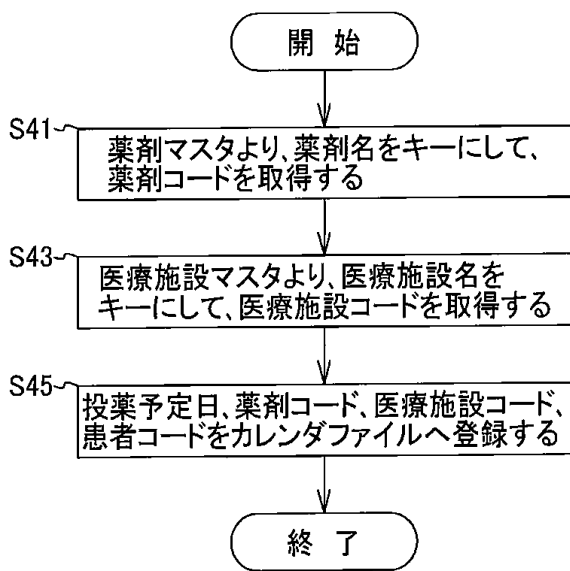 開始
S41
薬剤マスタより、薬剤名をキーにして、
薬剤コードを取得する
S43
医療施設マスタより、医療施設名を
キーにして、医療施設コードを取得する
S45
投薬予定日、薬剤コード、医療施設コード、
患者コードをカレンダファイルへ登録する
終了